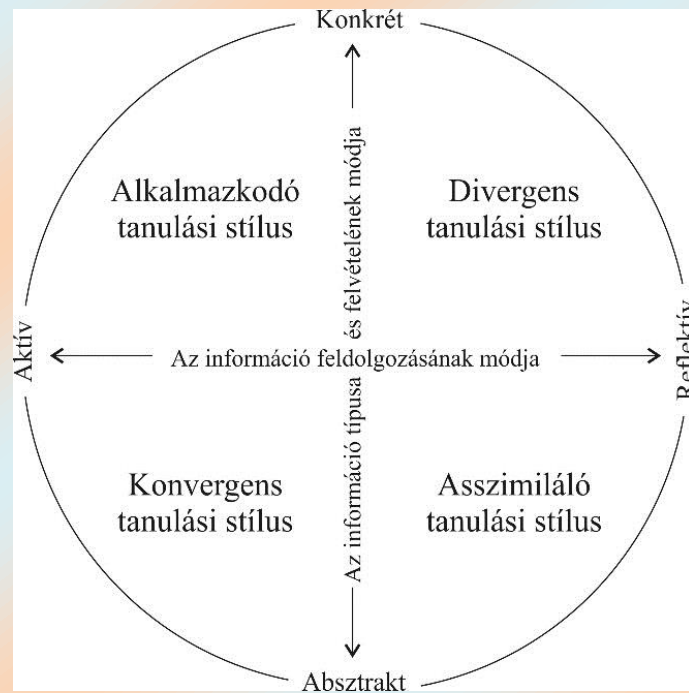 Konkrét
Alkalmazkodó
tanulási stílus
Divergens
tanulási stílus
Aktív
Az információ feldolgozásának módja
Reflektív
Az információ típusa és felvételének módja
Konvergens
tanulási stílus
Asszimiláló
tanulási stílus
Absztrakt